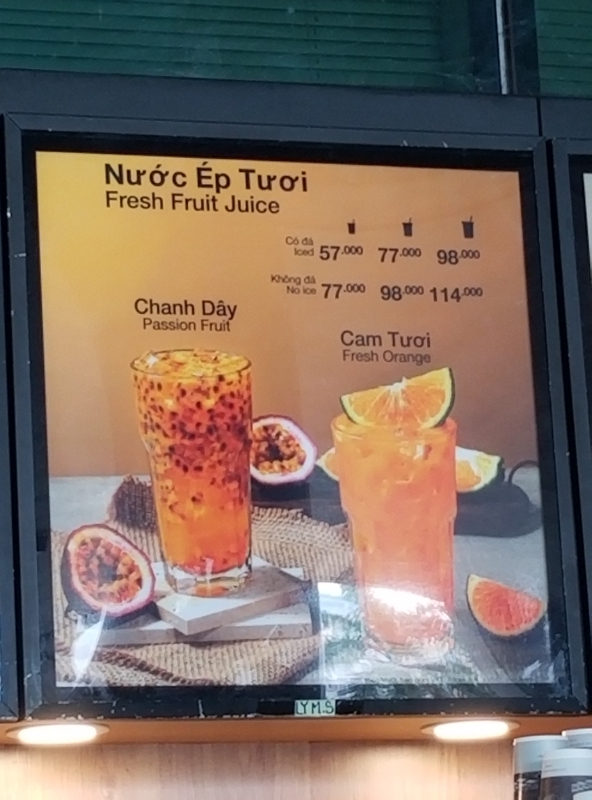 Nước Ép Tươi
Fresh Fruit Juice
Có đá
Iced 57.000 77.000 98.000
Không đá
No ice 77.000 98.000 114.000
Chanh Dây
Passion Fruit
Cam Tươi
Fresh Orange
LY M.S